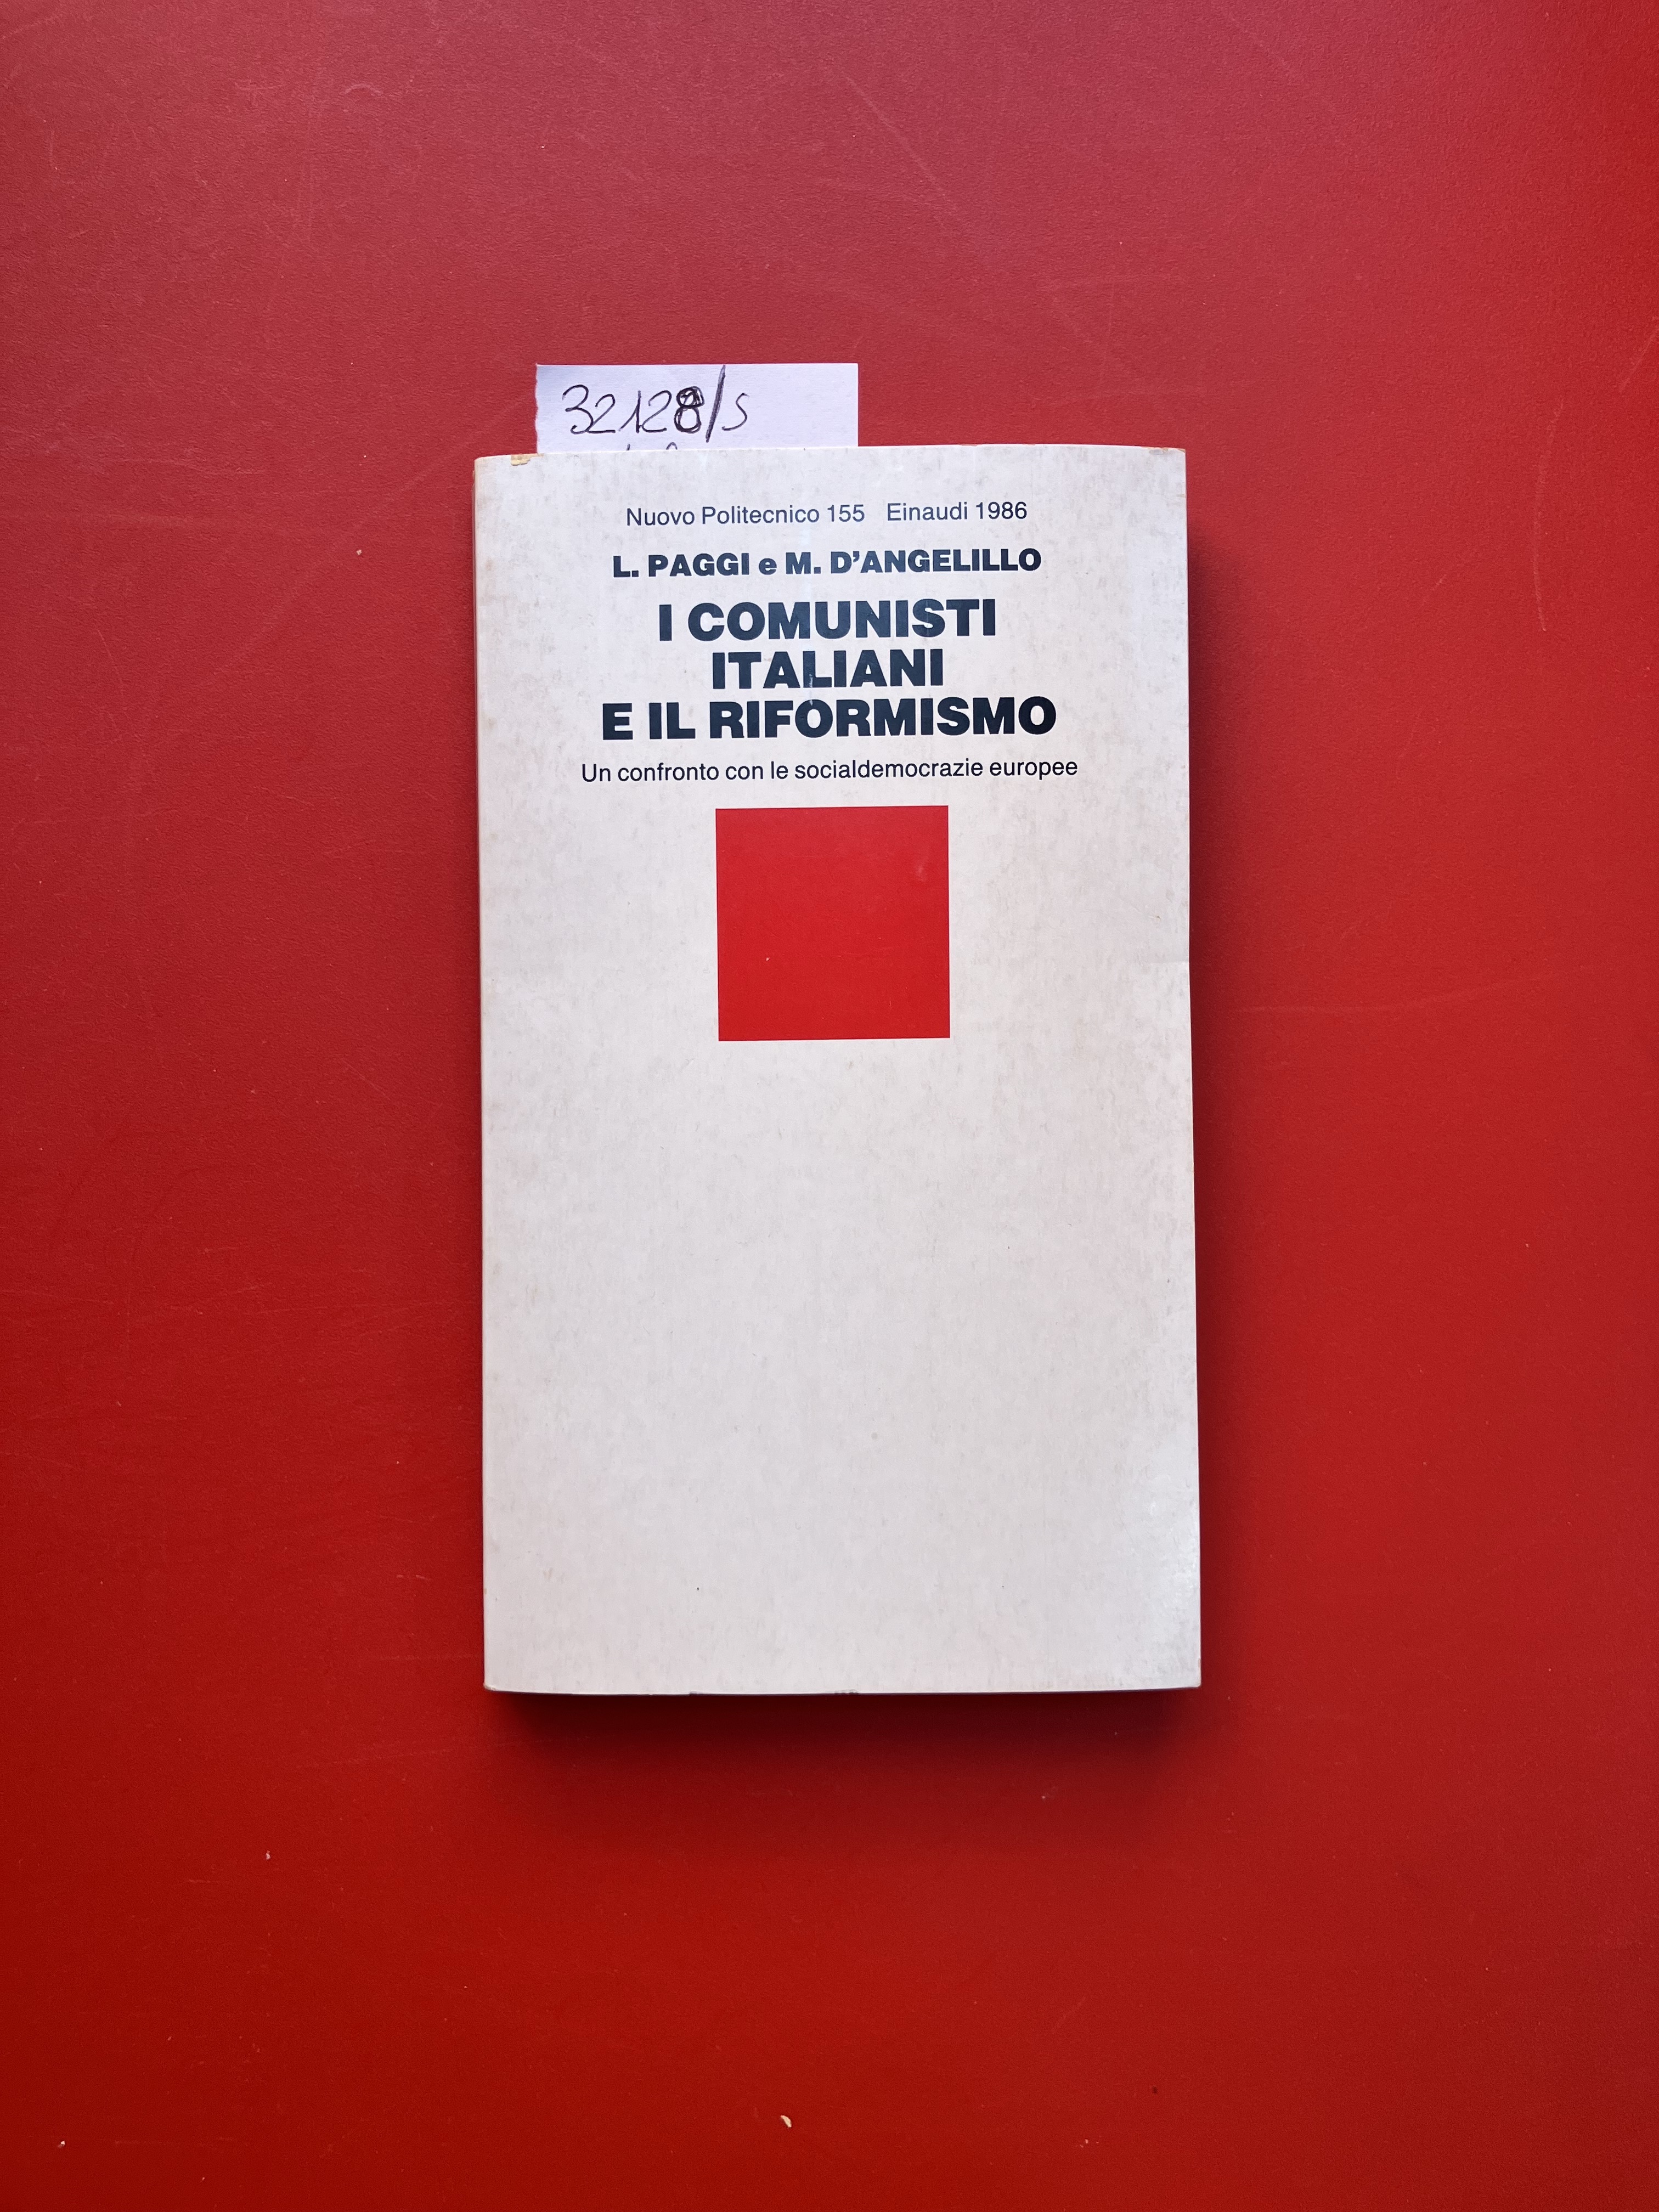 32128/s
Nuovo Politecnico 155 Einaudi 1986
L. PAGGI e M. D'ANGELILLO
I COMUNISTI
ITALIANI
E IL RIFORMISMO
Un confronto con le socialdemocrazie europee